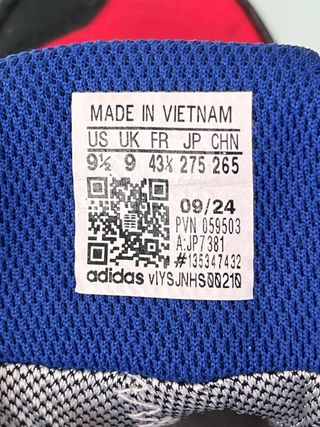 MADE IN VIETNAM
US UK FR JP CHN
9½ 9 43⅓ 275 265
09/24
PVN 059503
A:JP7381
#135347432
adidas vlYSJNHS00210